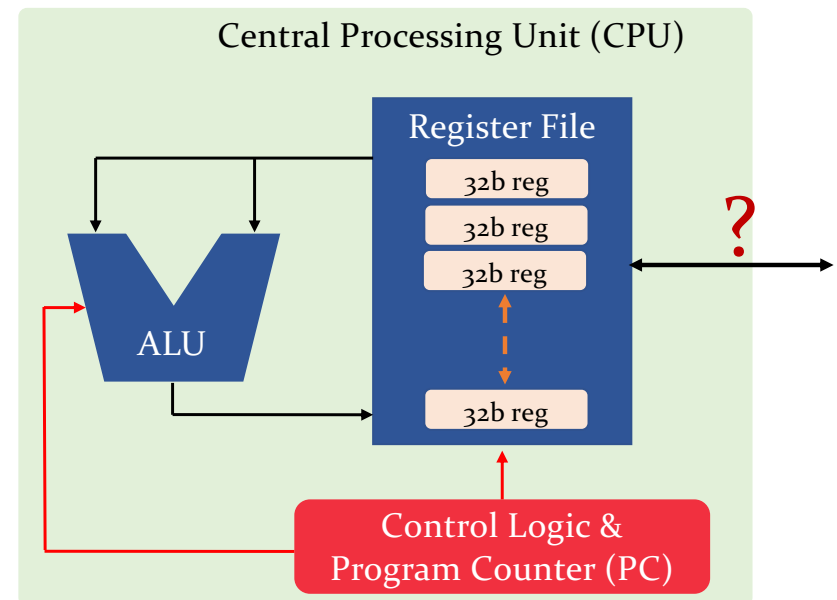 Central Processing Unit (CPU)
Register File
32b reg
32b reg
?
32b reg
ALU
32b reg
Control Logic &
Program Counter (PC)